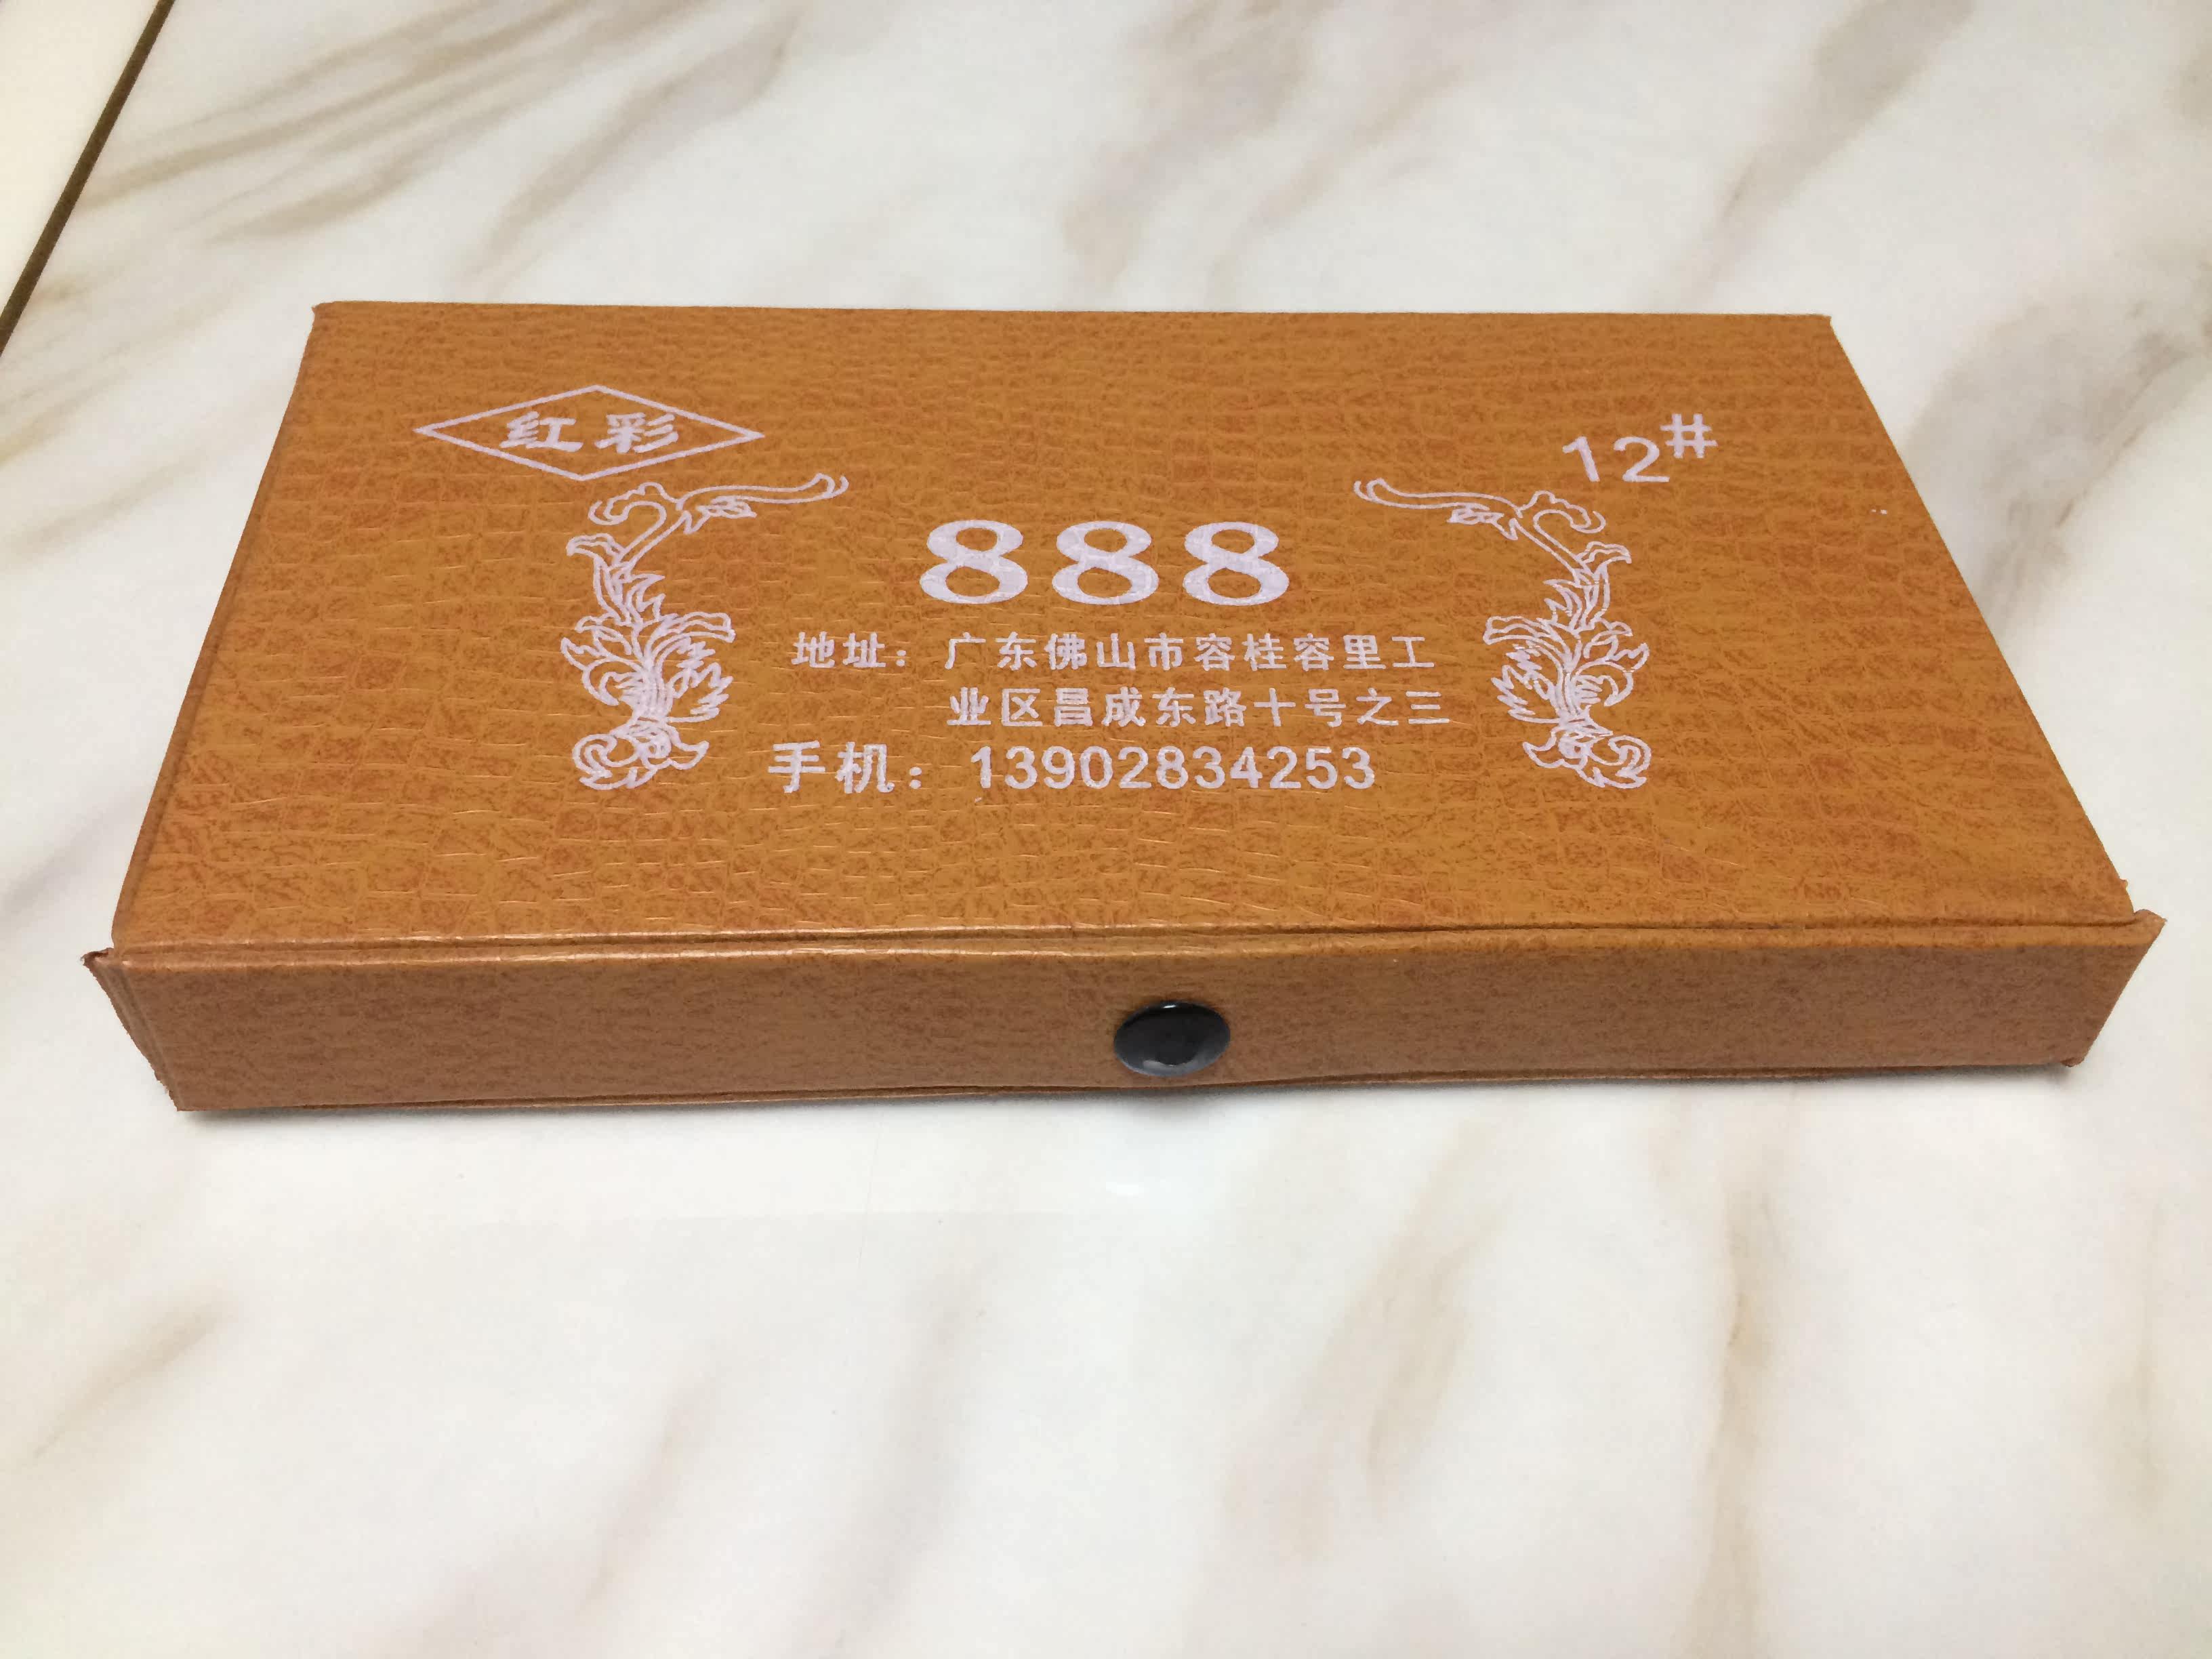 红彩
12#
888
地址：广东佛山市容桂容里工
业区昌成东路十号之三
手机：13902834253